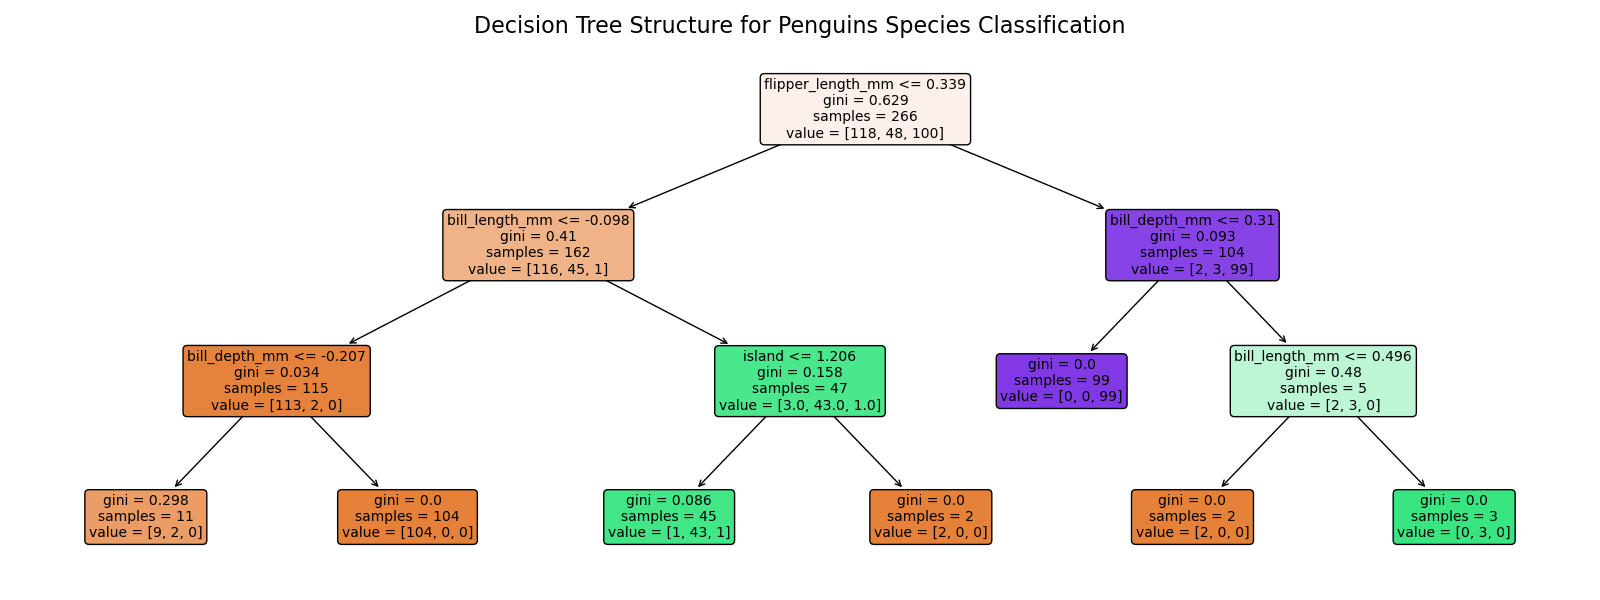 Decision Tree Structure for Penguins Species Classification
flipper_length_mm <= 0.339
gini = 0.629
samples = 266
value = [118, 48, 100]
bill_length_mm <= -0.098
gini = 0.41
samples = 162
value = [116, 45, 1]
bill_depth_mm <= 0.31
gini = 0.093
samples = 104
value = [2, 3, 99]
bill_depth_mm <= -0.207
gini = 0.034
samples = 115
value = [113, 2, 0]
island <= 1.206
gini = 0.158
samples = 47
value = [3.0, 43.0, 1.0]
gini = 0.0
samples = 99
value = [0, 0, 99]
bill_length_mm <= 0.496
gini = 0.48
samples = 5
value = [2, 3, 0]
gini = 0.298
samples = 11
value = [9, 2, 0]
gini = 0.0
samples = 104
value = [104, 0, 0]
gini = 0.086
samples = 45
value = [1, 43, 1]
gini = 0.0
samples = 2
value = [2, 0, 0]
gini = 0.0
samples = 2
value = [2, 0, 0]
gini = 0.0
samples = 3
value = [0, 3, 0]